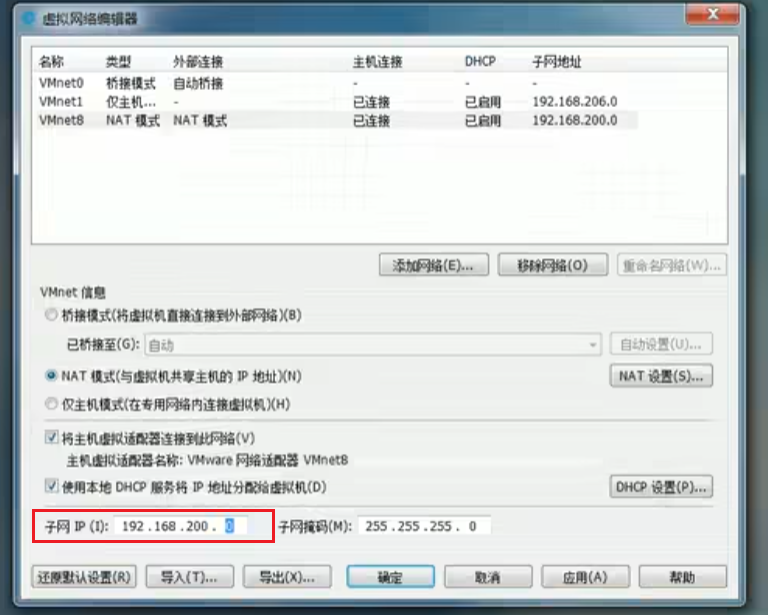 虚拟网络编辑器
名称 类型 外部连接 主机连接 DHCP 子网地址
VMnet0 桥接模式 自动桥接 - - -
VMnet1 仅主机... - 已连接 已启用 192.168.206.0
VMnet8 NAT 模式 NAT 模式 已连接 已启用 192.168.200.0
添加网络(E)... 移除网络(O) 重命名网络(W)...
VMnet 信息
桥接模式(将虚拟机直接连接到外部网络)(B)
已桥接至(G): 自动 自动设置(U)...
NAT 模式(与虚拟机共享主机的 IP 地址)(N) NAT 设置(S)...
仅主机模式(在专用网络内连接虚拟机)(H)
将主机虚拟适配器连接到此网络(V)
主机虚拟适配器名称: VMware 网络适配器 VMnet8
使用本地 DHCP 服务将 IP 地址分配给虚拟机(D) DHCP 设置(P)...
子网 IP (I): 192 .168 .200 . 0 子网掩码(M): 255 .255 .255 . 0
还原默认设置(R) 导入(T)... 导出(X)... 确定 取消 应用(A) 帮助